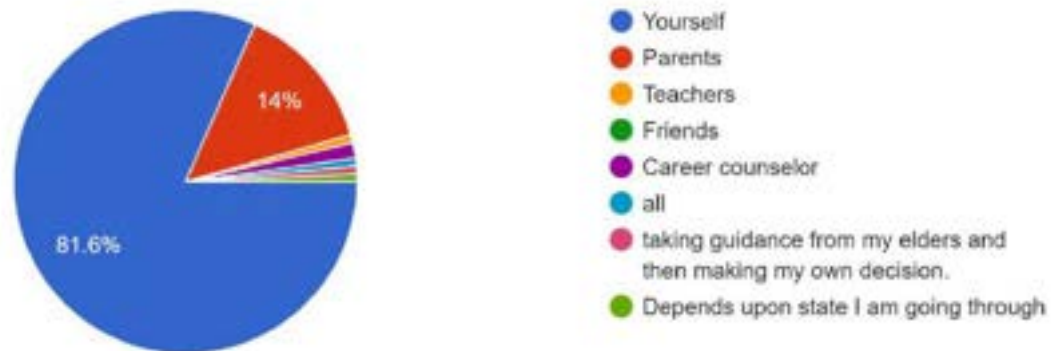 Yourself
Parents
14%
Teachers
Friends
Career counselor
all
81.6%
taking guidance from my elders and
then making my own decision.
Depends upon state I am going through